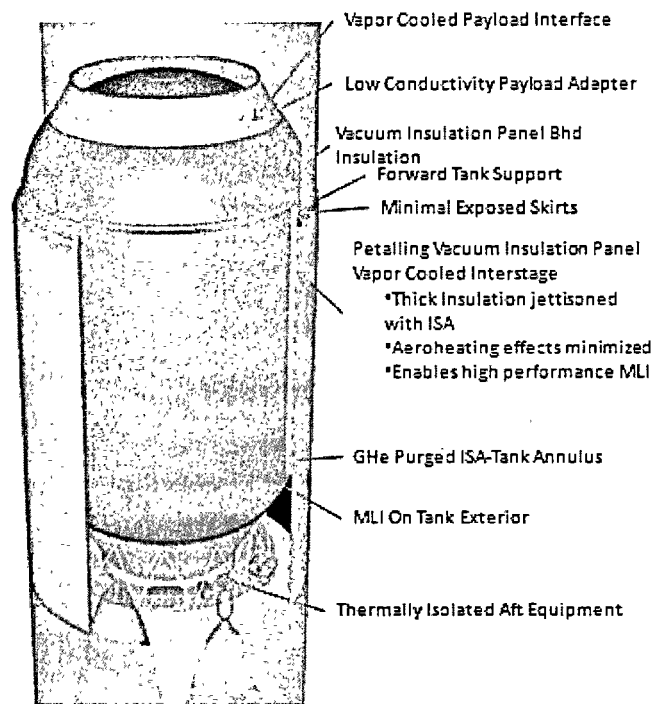 Vapor Cooled Payload Interface
Low Conductivity Payload Adapter
Vacuum Insulation Panel Bhd
Insulation
Forward Tank Support
Minimal Exposed Skirts
Petalling Vacuum Insulation Panel
Vapor Cooled Interstage
•Thick Insulation jettisoned
with ISA
•Aeroheating effects minimized
•Enables high performance MLI
GHe Purged ISA-Tank Annulus
MLI On Tank Exterior
Thermally Isolated Aft Equipment